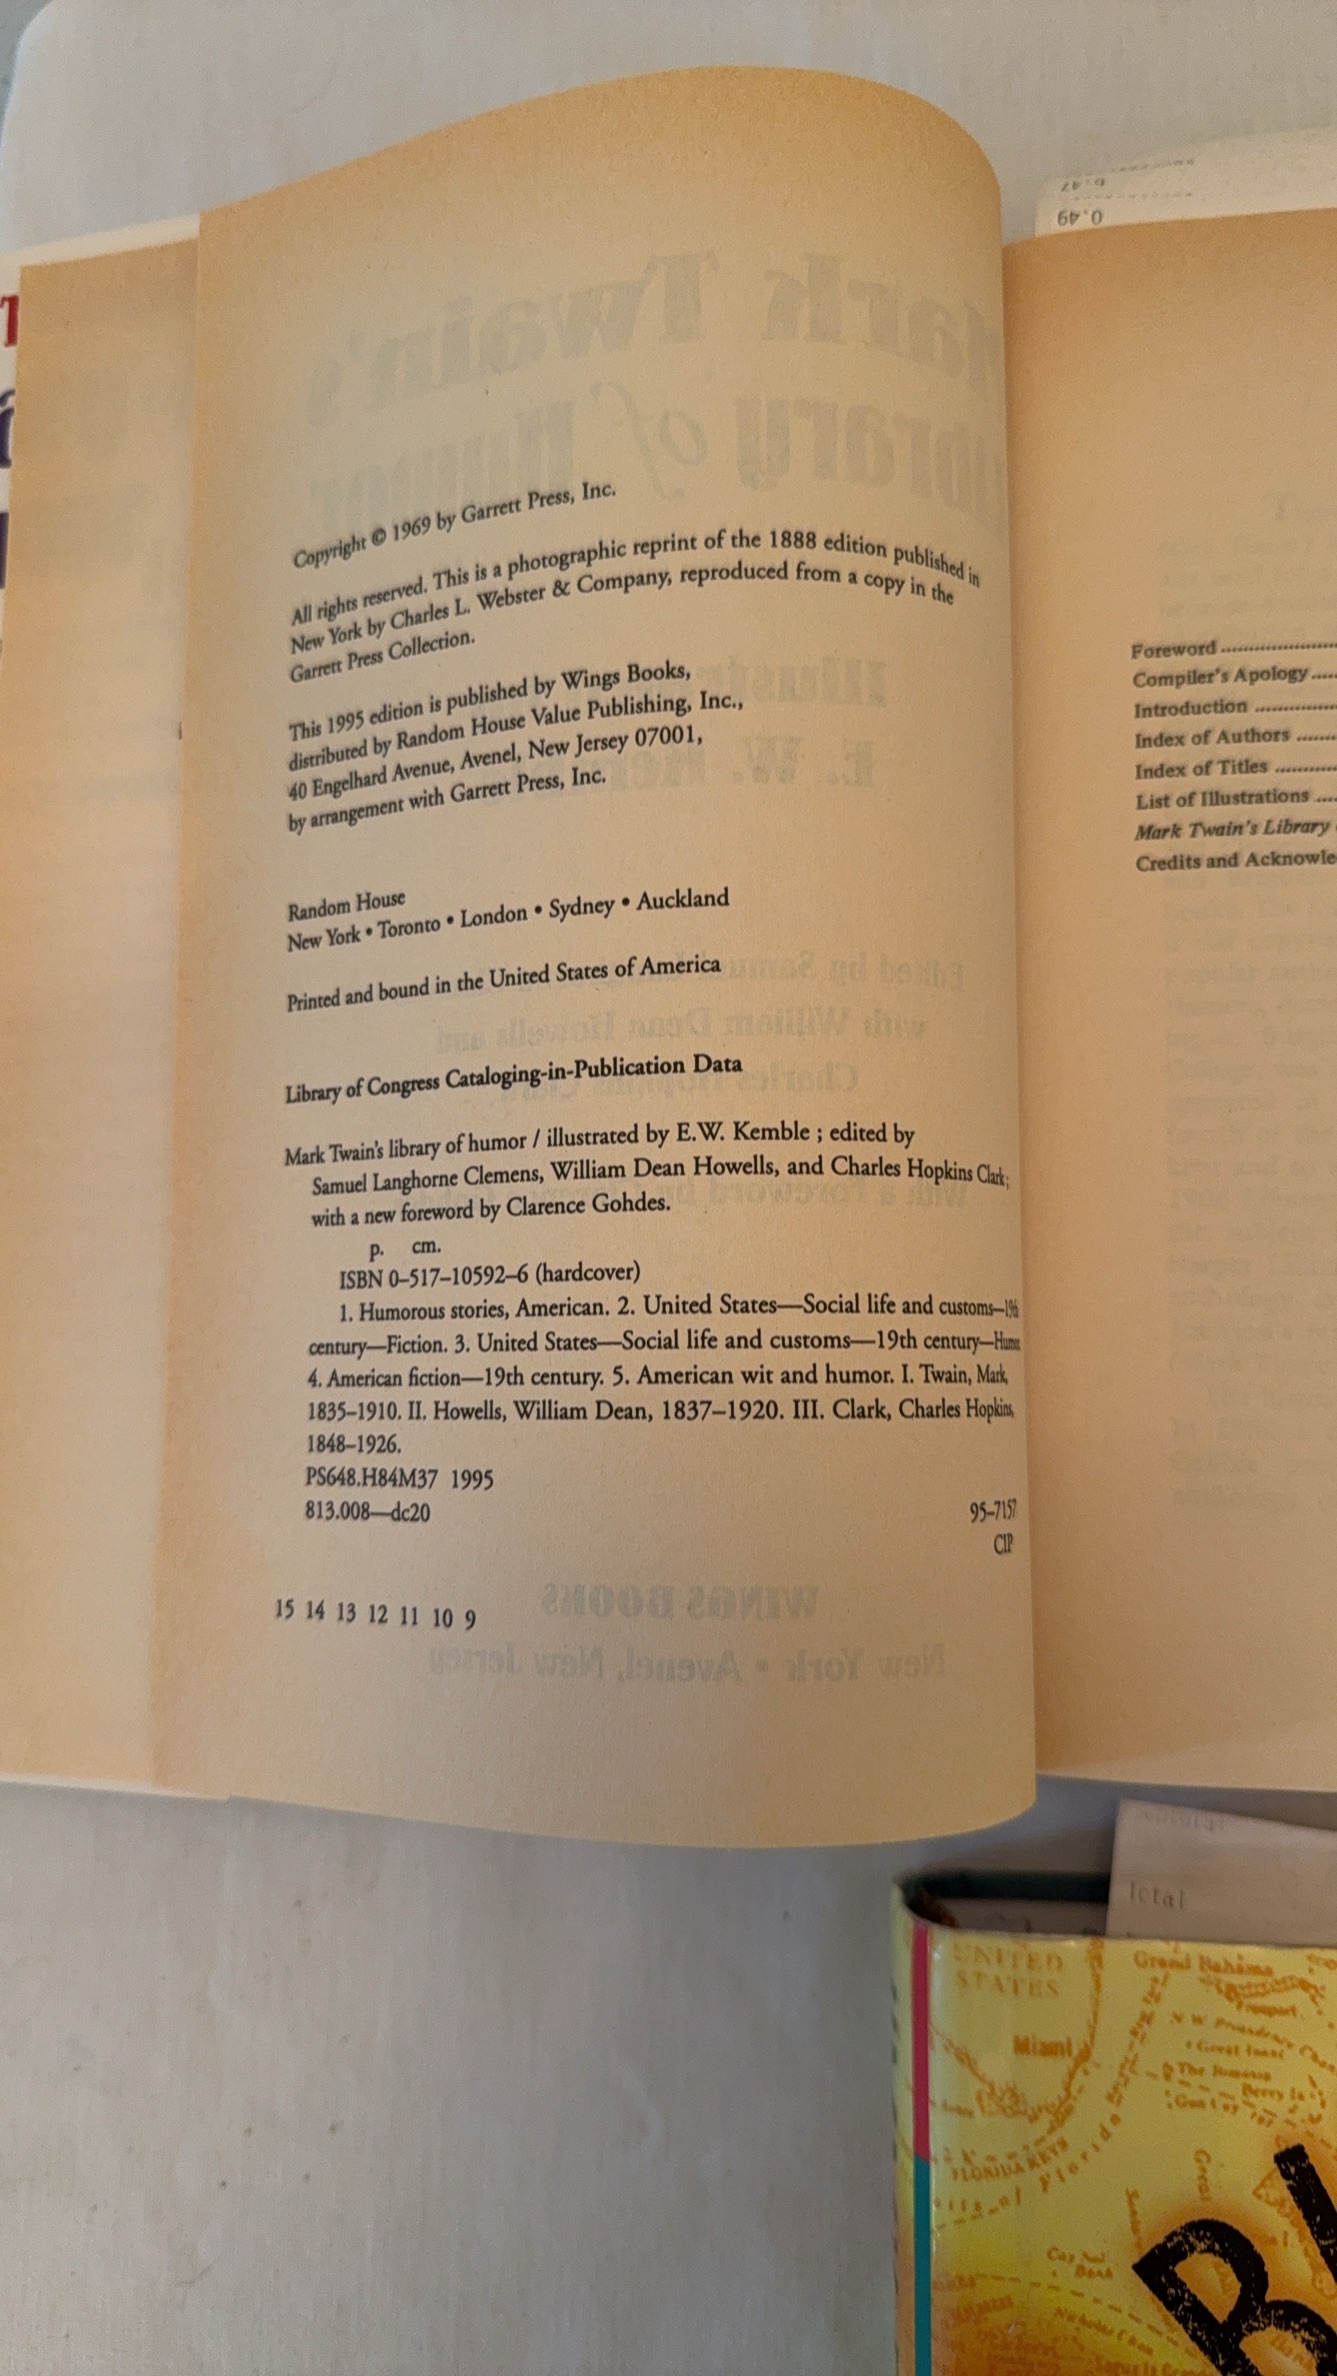 Copyright © 1969 by Garrett Press, Inc.
All rights reserved. This is a photographic reprint of the 1888 edition published in
New York by Charles L. Webster & Company, reproduced from a copy in the
Garrett Press Collection.
This 1995 edition is published by Wings Books,
distributed by Random House Value Publishing, Inc.,
40 Engelhard Avenue, Avenel, New Jersey 07001,
by arrangement with Garrett Press, Inc.
Random House
New York • Toronto • London • Sydney • Auckland
Printed and bound in the United States of America
Library of Congress Cataloging-in-Publication Data
Mark Twain's library of humor / illustrated by E.W. Kemble ; edited by
Samuel Langhorne Clemens, William Dean Howells, and Charles Hopkins Clark;
with a new foreword by Clarence Gohdes.
p. cm.
ISBN 0–517–10592–6 (hardcover)
1. Humorous stories, American. 2. United States—Social life and customs—19th
century—Fiction. 3. United States—Social life and customs—19th century—Humor.
4. American fiction—19th century. 5. American wit and humor. I. Twain, Mark,
1835–1910. II. Howells, William Dean, 1837–1920. III. Clark, Charles Hopkins,
1848–1926.
PS648.H84M37 1995
813.008—dc20
95–7157
CIP
15 14 13 12 11 10 9
Foreword
Compiler's Apology
Introduction
Index of Authors
Index of Titles
List of Illustrations
Mark Twain's Library
Credits and
0.49
UNITED
STATES
Grand Bahama
Miami
FLORIDA KEYS